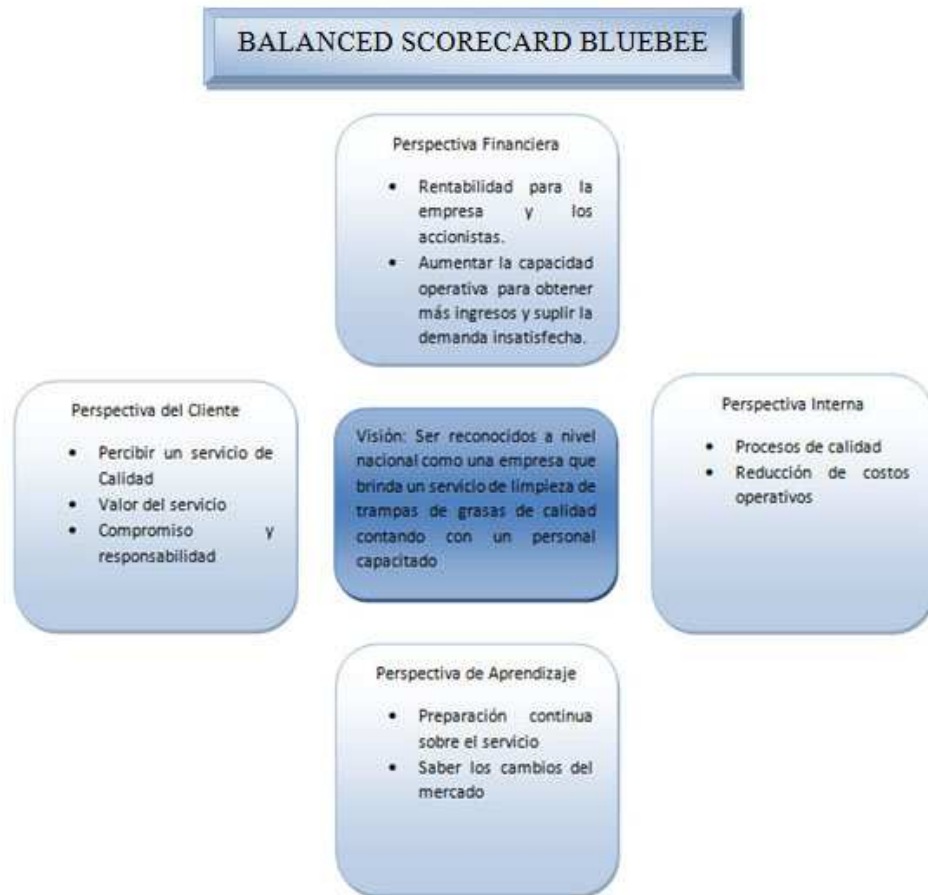 BALANCED SCORECARD BLUEBEE
Perspectiva Financiera
• Rentabilidad para la
empresa y los
accionistas.
• Aumentar la capacidad
operativa para obtener
más ingresos y suplir la
demanda insatisfecha.
Perspectiva del Cliente
• Percibir un servicio de
Calidad
• Valor del servicio
• Compromiso y
responsabilidad
Visión: Ser reconocidos a nivel
nacional como una empresa que
brinda un servicio de limpieza de
trampas de grasas de calidad
contando con un personal
capacitado
Perspectiva Interna
• Procesos de calidad
• Reducción de costos
operativos
Perspectiva de Aprendizaje
• Preparación continua
sobre el servicio
• Saber los cambios del
mercado